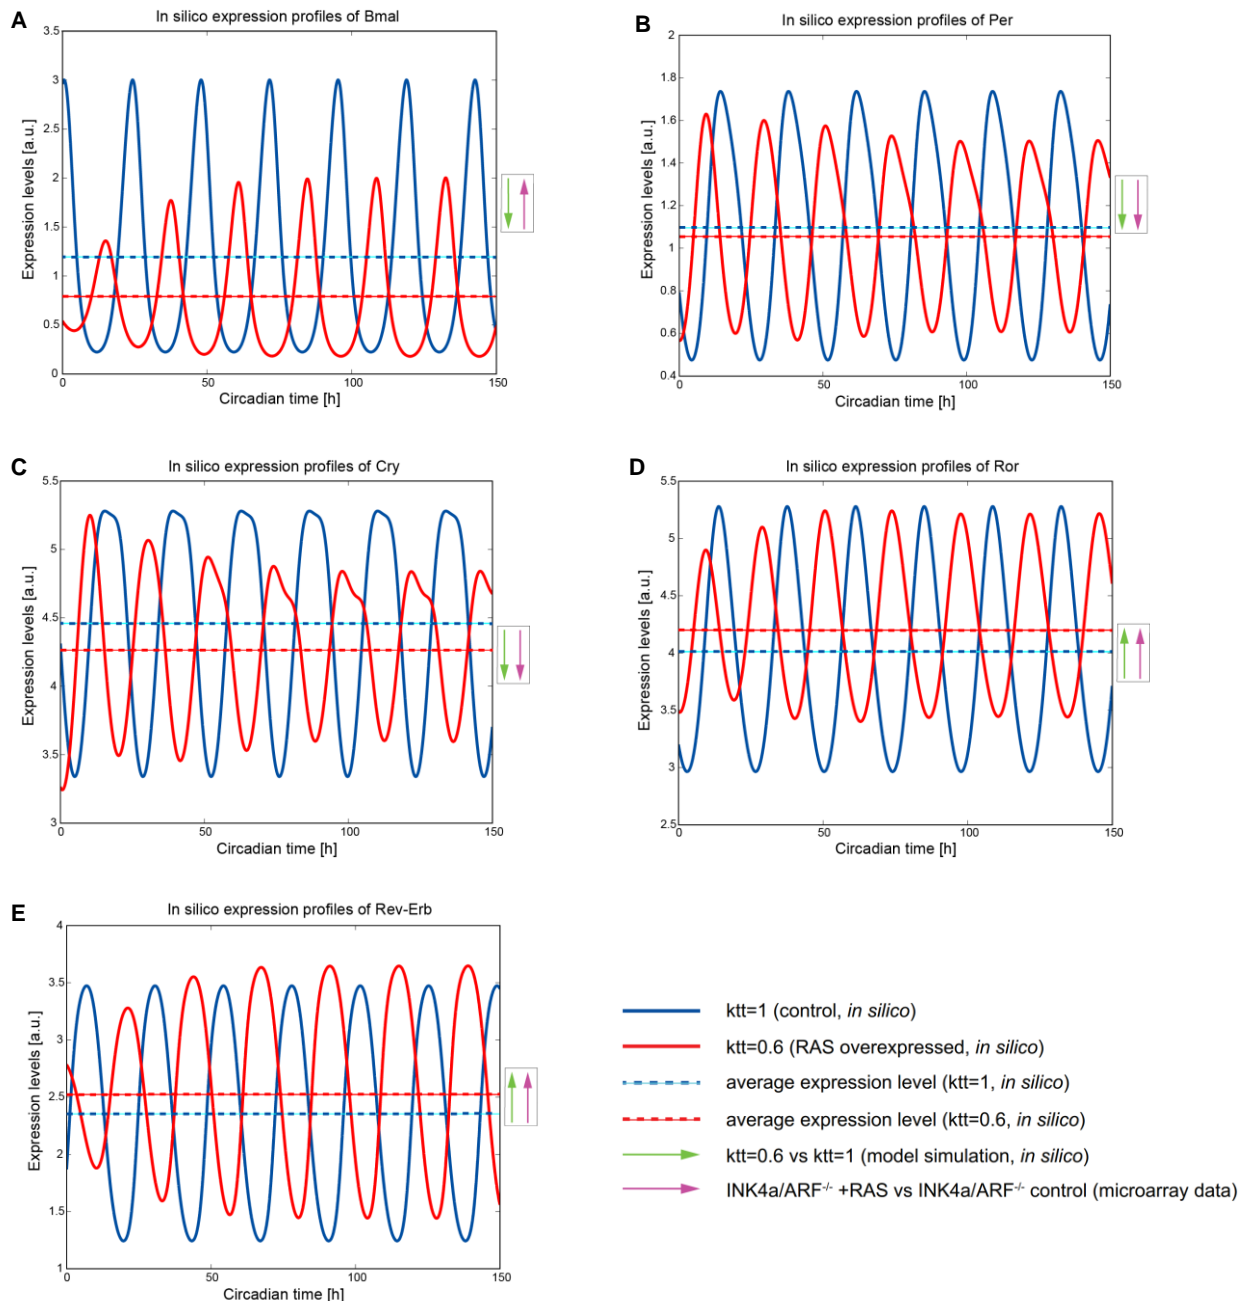 A
In silico expression profiles of Bmal
Expression levels [a.u.]
3.5
3
2.5
2
1.5
1
0.5
0
0
50
100
150
Circadian time [h]
B
In silico expression profiles of Per
Expression levels [a.u.]
2
1.8
1.6
1.4
1.2
1
0.8
0.6
0.4
0
50
100
150
Circadian time [h]
C
In silico expression profiles of Cry
Expression levels [a.u.]
5.5
5
4.5
4
3.5
3
0
50
100
150
Circadian time [h]
D
In silico expression profiles of Ror
Expression levels [a.u.]
5.5
5
4.5
4
3.5
3
2.5
0
50
100
150
Circadian time [h]
E
In silico expression profiles of Rev-Erb
Expression levels [a.u.]
4
3.5
3
2.5
2
1.5
1
0
50
100
150
Circadian time [h]
ktt=1 (control, in silico)
ktt=0.6 (RAS overexpressed, in silico)
average expression level (ktt=1, in silico)
average expression level (ktt=0.6, in silico)
ktt=0.6 vs ktt=1 (model simulation, in silico)
INK4a/ARF-/- +RAS vs INK4a/ARF-/- control (microarray data)